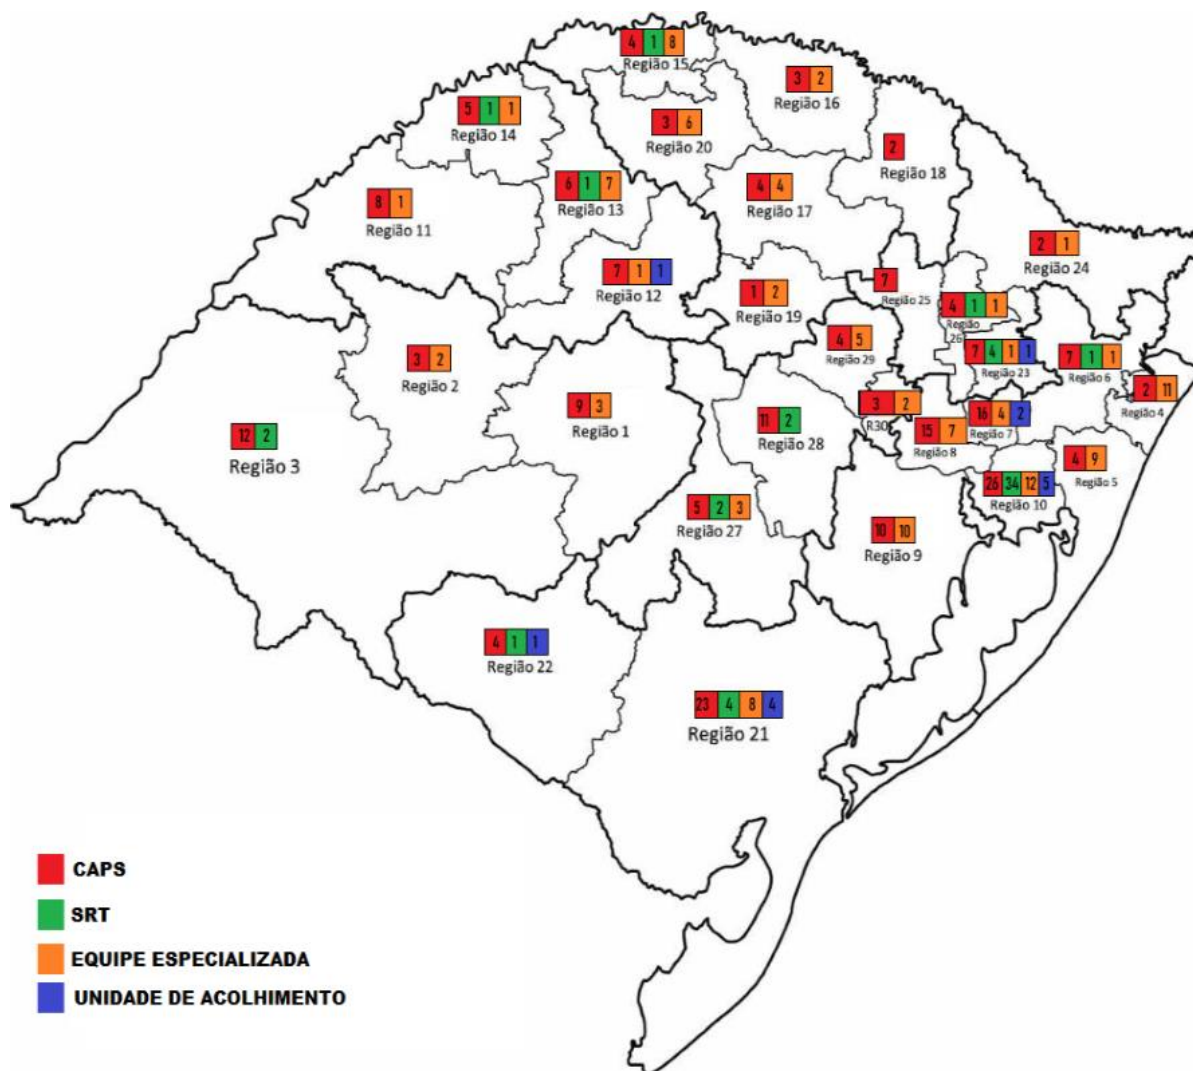 4 1 8
Região 15
3 2
Região 16
5 1 1
Região 14
3 6
Região 20
2
Região 18
6 1 7
Região 13
4 4
Região 17
8 1
Região 11
2 1
Região 24
7 1 1
Região 12
1 2
Região 19
7
Região 25
4 1 1
Região
26
4 5
Região 29
7 4 1 1
Região 23
7 1 1
Região 6
3 2
Região 2
2 11
Região 4
9 3
Região 1
3 2
R30
11 2
Região 28
16 4 2
Região 7
15 7
Região 8
12 2
Região 3
4 9
Região 5
26 34 12 5
Região 10
5 2 3
Região 27
10 10
Região 9
4 1 1
Região 22
23 4 8 4
Região 21
CAPS
SRT
EQUIPE ESPECIALIZADA
UNIDADE DE ACOLHIMENTO